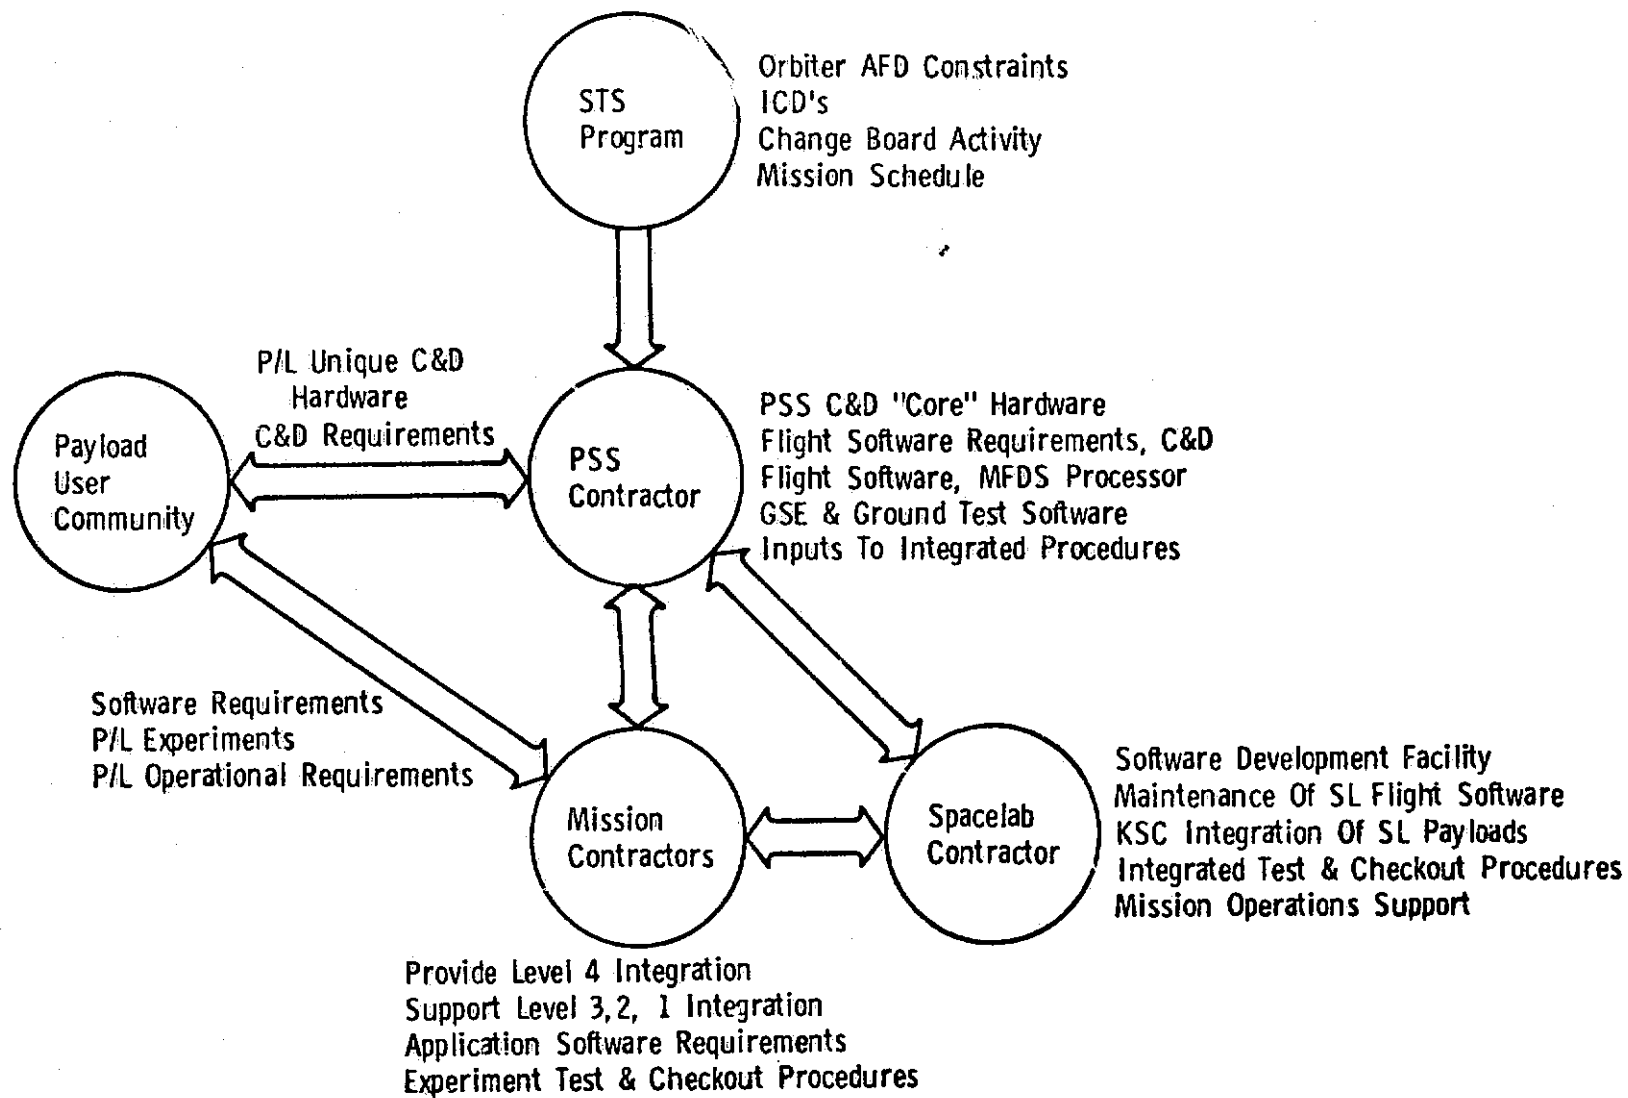 STS
Program
Orbiter AFD Constraints
ICD's
Change Board Activity
Mission Schedule
P/L Unique C&D
Hardware
C&D Requirements
Payload
User
Community
PSS
Contractor
PSS C&D "Core" Hardware
Flight Software Requirements, C&D
Flight Software, MFDS Processor
GSE & Ground Test Software
Inputs To Integrated Procedures
Software Requirements
P/L Experiments
P/L Operational Requirements
Mission
Contractors
Spacelab
Contractor
Software Development Facility
Maintenance Of SL Flight Software
KSC Integration Of SL Payloads
Integrated Test & Checkout Procedures
Mission Operations Support
Provide Level 4 Integration
Support Level 3, 2, 1 Integration
Application Software Requirements
Experiment Test & Checkout Procedures